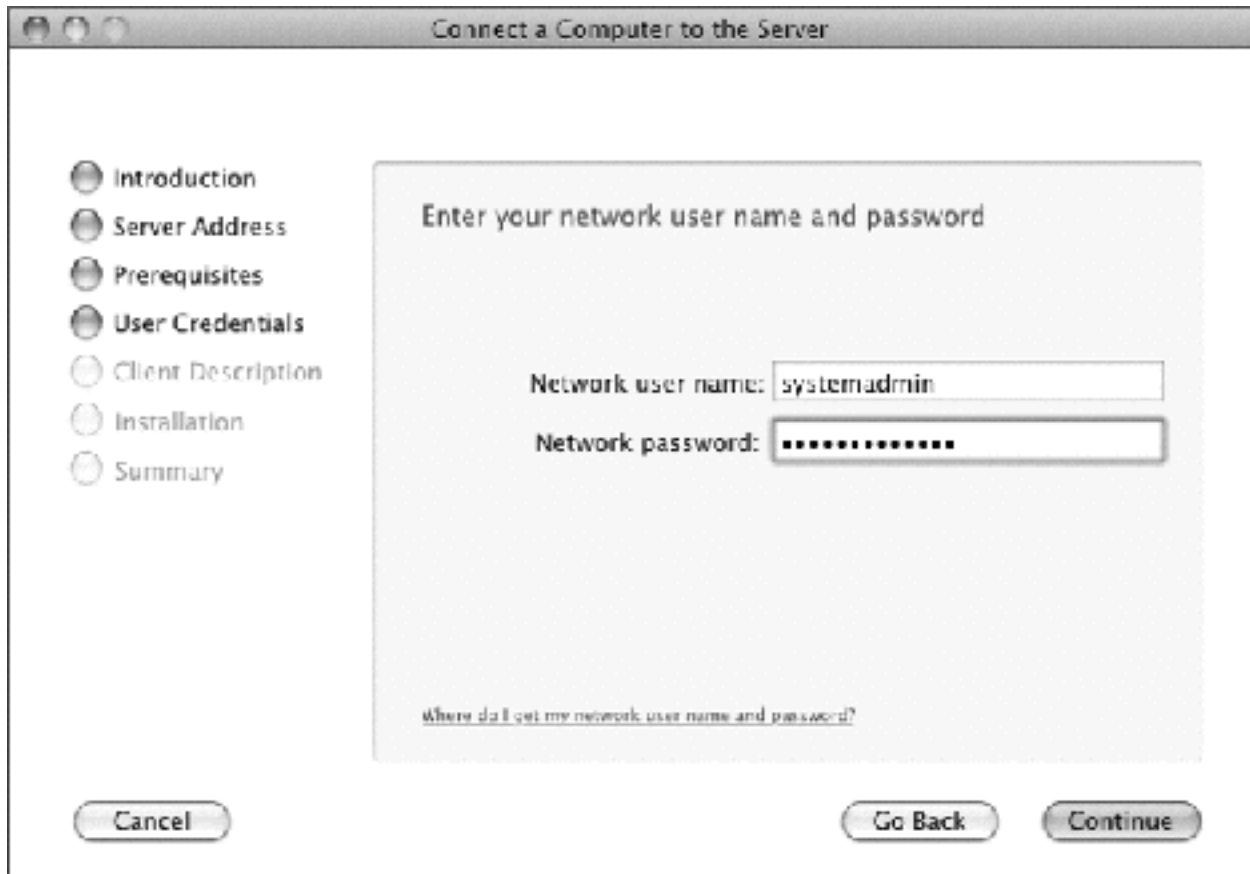 Connect a Computer to the Server
Introduction
Server Address
Prerequisites
User Credentials
Client Description
Installation
Summary
Enter your network user name and password
Network user name: systemadmin
Network password: •••••••••••••
Where do I get my network user name and password?
Cancel
Go Back
Continue